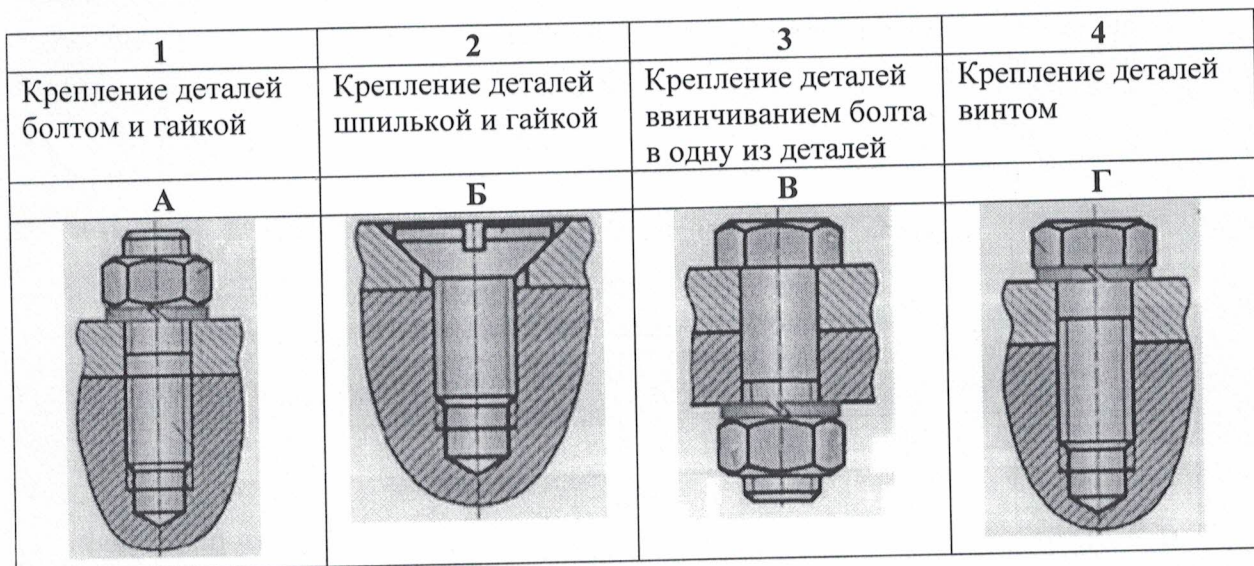 1
2
3
4
Крепление деталей
болтом и гайкой
Крепление деталей
шпилькой и гайкой
Крепление деталей
ввинчиванием болта
в одну из деталей
Крепление деталей
винтом
А
Б
В
Г